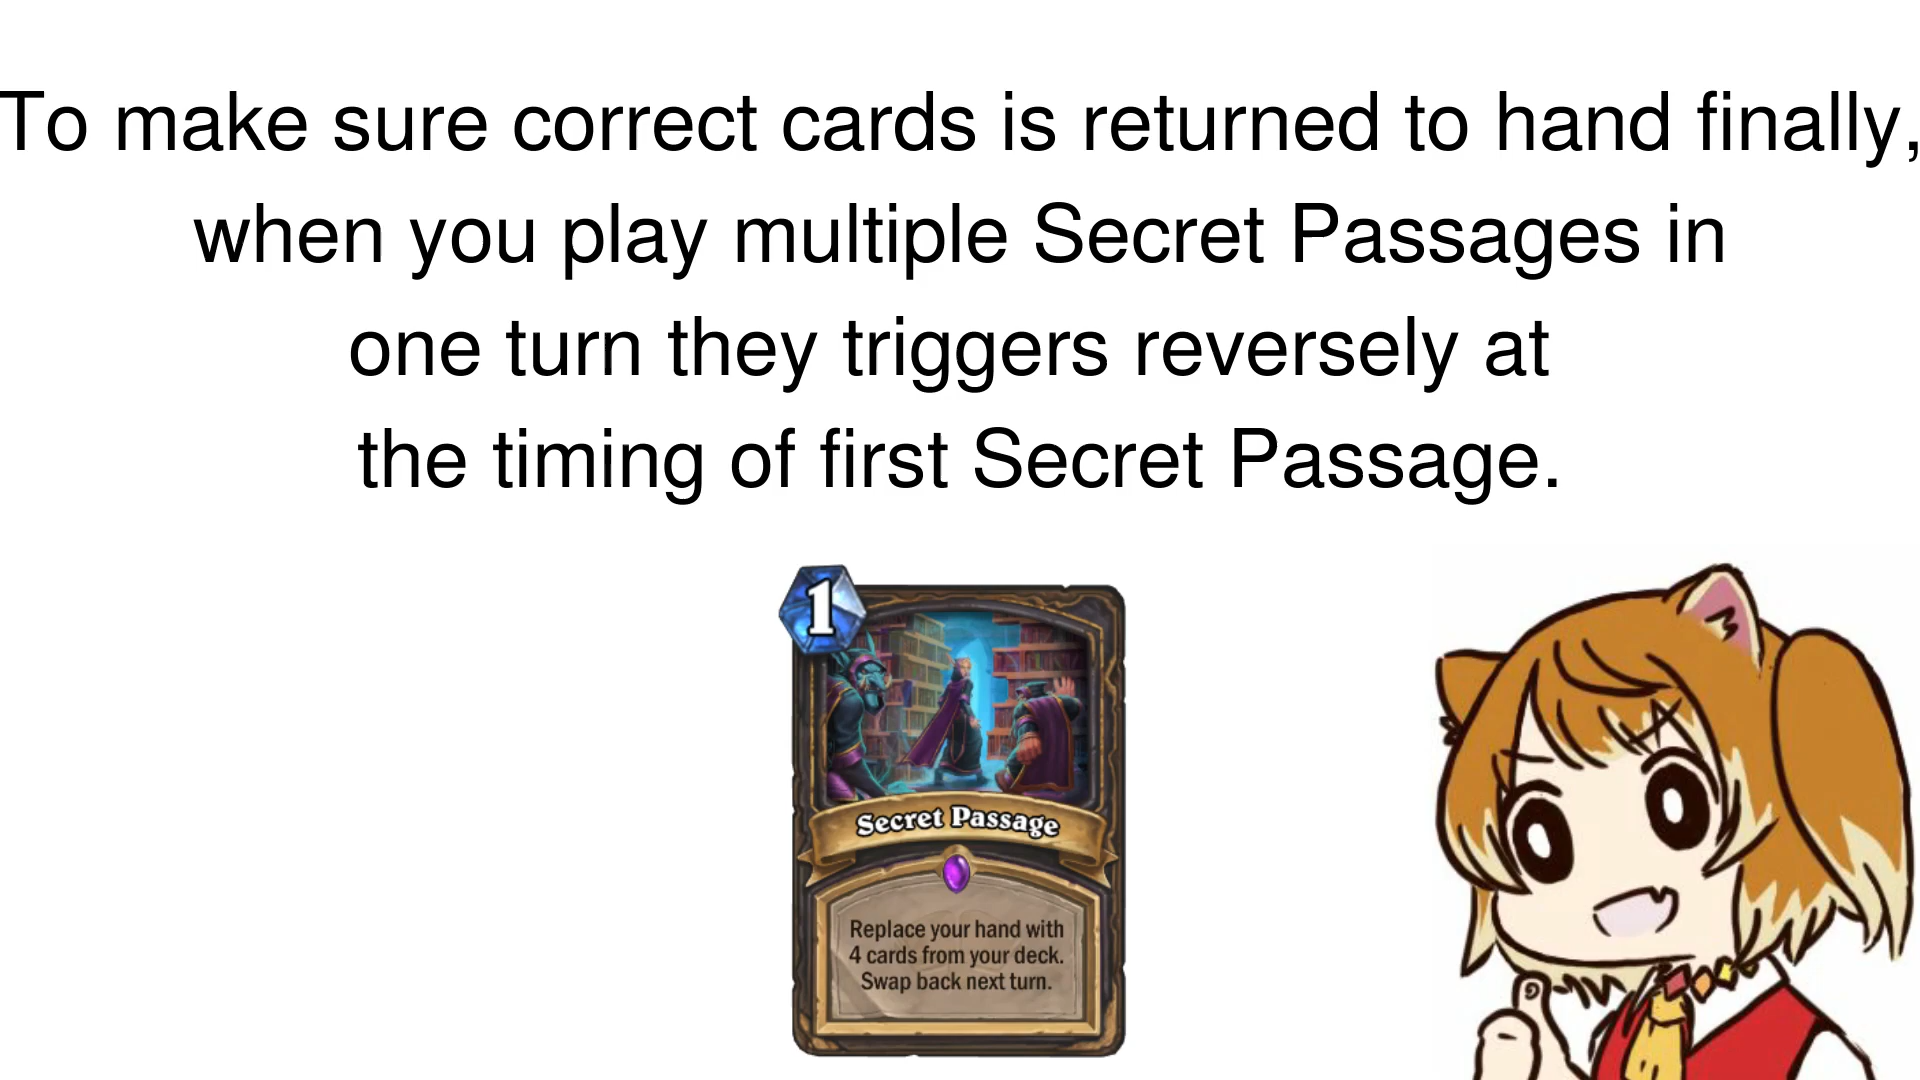 To make sure correct cards is returned to hand finally,
when you play multiple Secret Passages in
one turn they triggers reversely at
the timing of first Secret Passage.
1
Secret Passage
Replace your hand with
4 cards from your deck.
Swap back next turn.